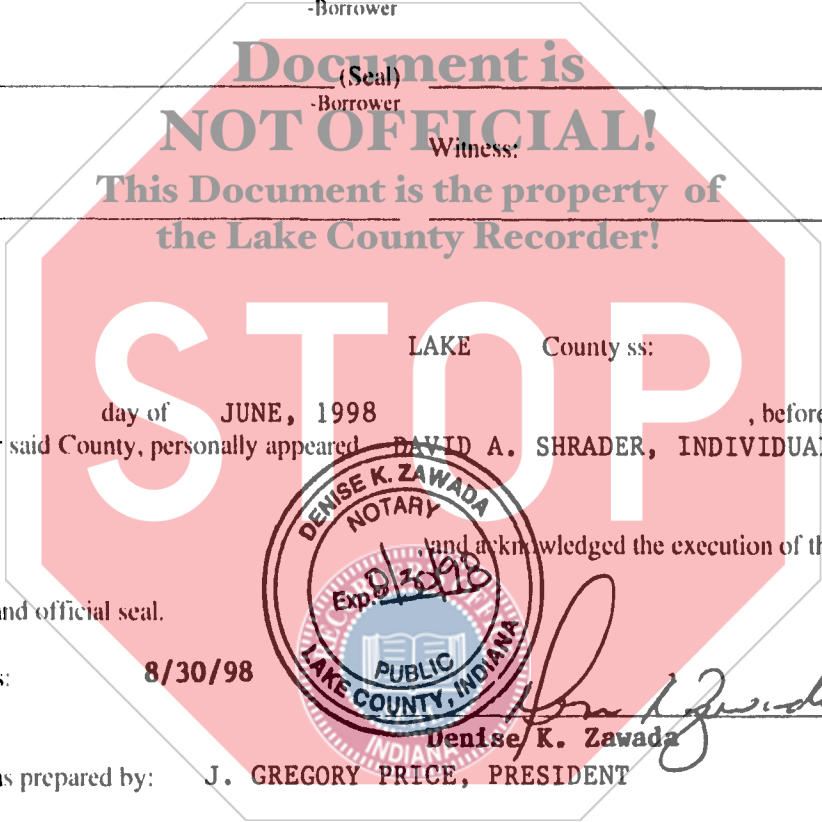 -Borrower
Document is
(Seal)
-Borrower
NOT OFFICIAL!
Witness:
This Document is the property of
the Lake County Recorder!
STOP
LAKE County ss:
day of JUNE, 1998 , before
said County, personally appeared DAVID A. SHRADER, INDIVIDUAL
DENISE K. ZAWADA
NOTARY
and acknowledged the execution of th
Exp. 8/30/98
and official seal.
PUBLIC
LAKE COUNTY, INDIANA
s: 8/30/98
INDIANA
Denise K. Zawada
as prepared by: J. GREGORY PRICE, PRESIDENT